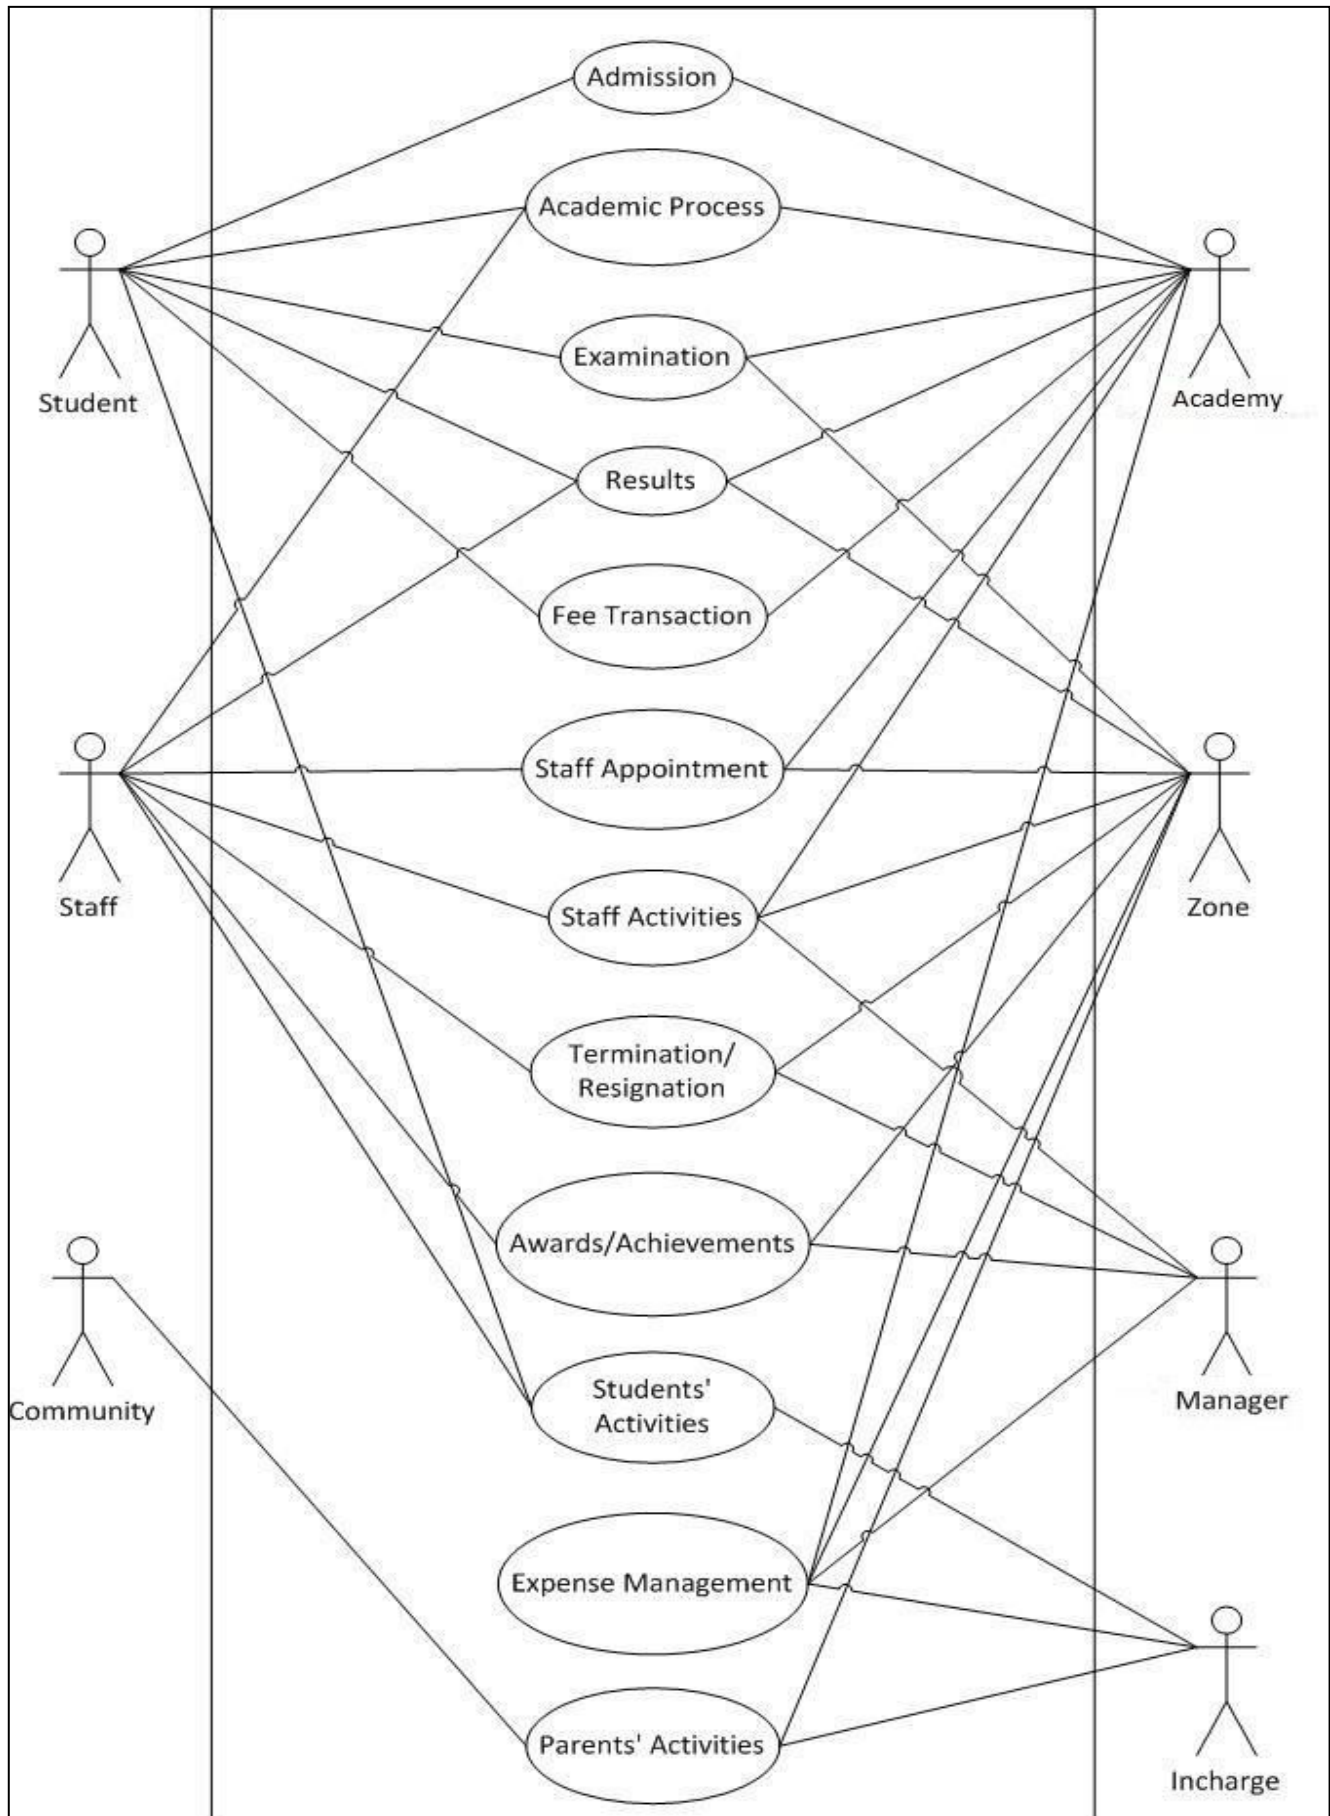 Admission
Academic Process
Examination
Student
Academy
Results
Fee Transaction
Staff Appointment
Staff
Staff Activities
Zone
Termination/
Resignation
Awards/Achievements
Students'
Activities
Community
Manager
Expense Management
Parents' Activities
Incharge